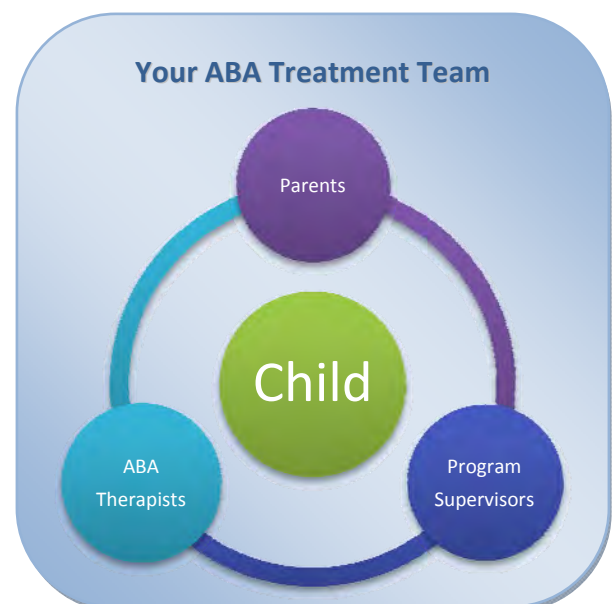 Your ABA Treatment Team
Parents
Child
ABA
Therapists
Program
Supervisors